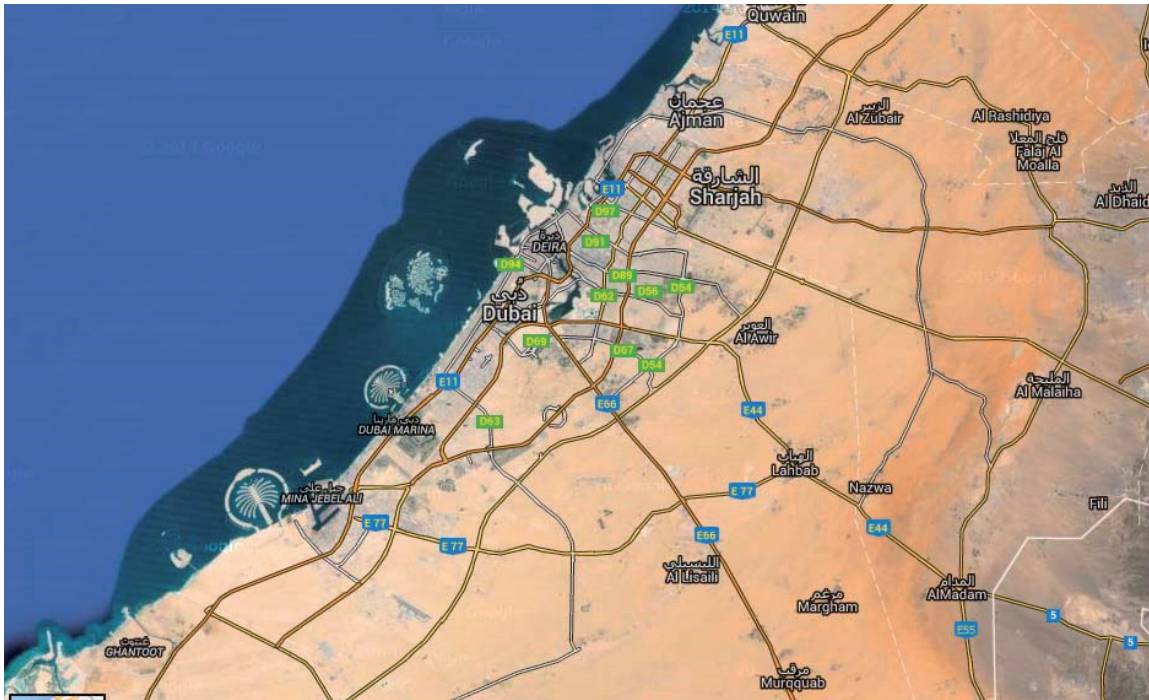 Quwain
E11
عجمان
Ajman
الزبير
Al Zubair
Al Rashidiya
فلج المعلا
Falaj Al
Moalla
الذيد
Al Dhaid
الشارقة
Sharjah
E11
D97
ديرة
DEIRA
D91
D94
D89
D62
D56
D54
دبي
Dubai
العوير
Al Awir
D69
D67
D54
E11
المليحة
Al Malaiha
دبي مارينا
DUBAI MARINA
D63
E66
E44
الهباب
Lahbab
جبل علي
MINA JEBEL ALI
E 77
Nazwa
Fili
E 77
E 77
E66
E44
الليسيلي
Al Lisaili
مرغم
Margham
المدام
AlMadam
5
E55
5
غنتوت
GHANTOOT
مرقب
Murqquab